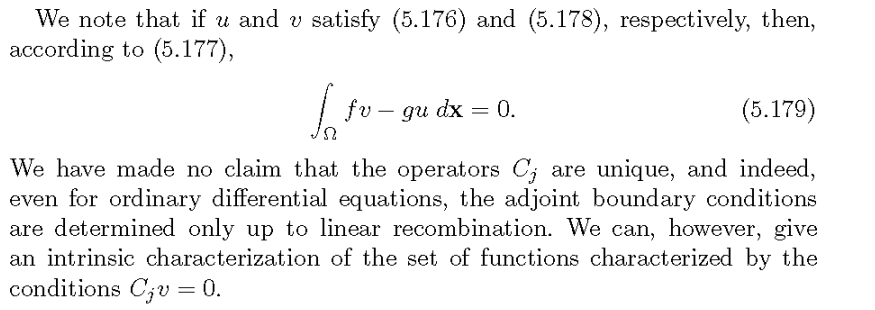 We note that if u and v satisfy (5.176) and (5.178), respectively, then,
according to (5.177),
∫_Ω fv − gu dx = 0. (5.179)
We have made no claim that the operators C_j are unique, and indeed,
even for ordinary differential equations, the adjoint boundary conditions
are determined only up to linear recombination. We can, however, give
an intrinsic characterization of the set of functions characterized by the
conditions C_jv = 0.